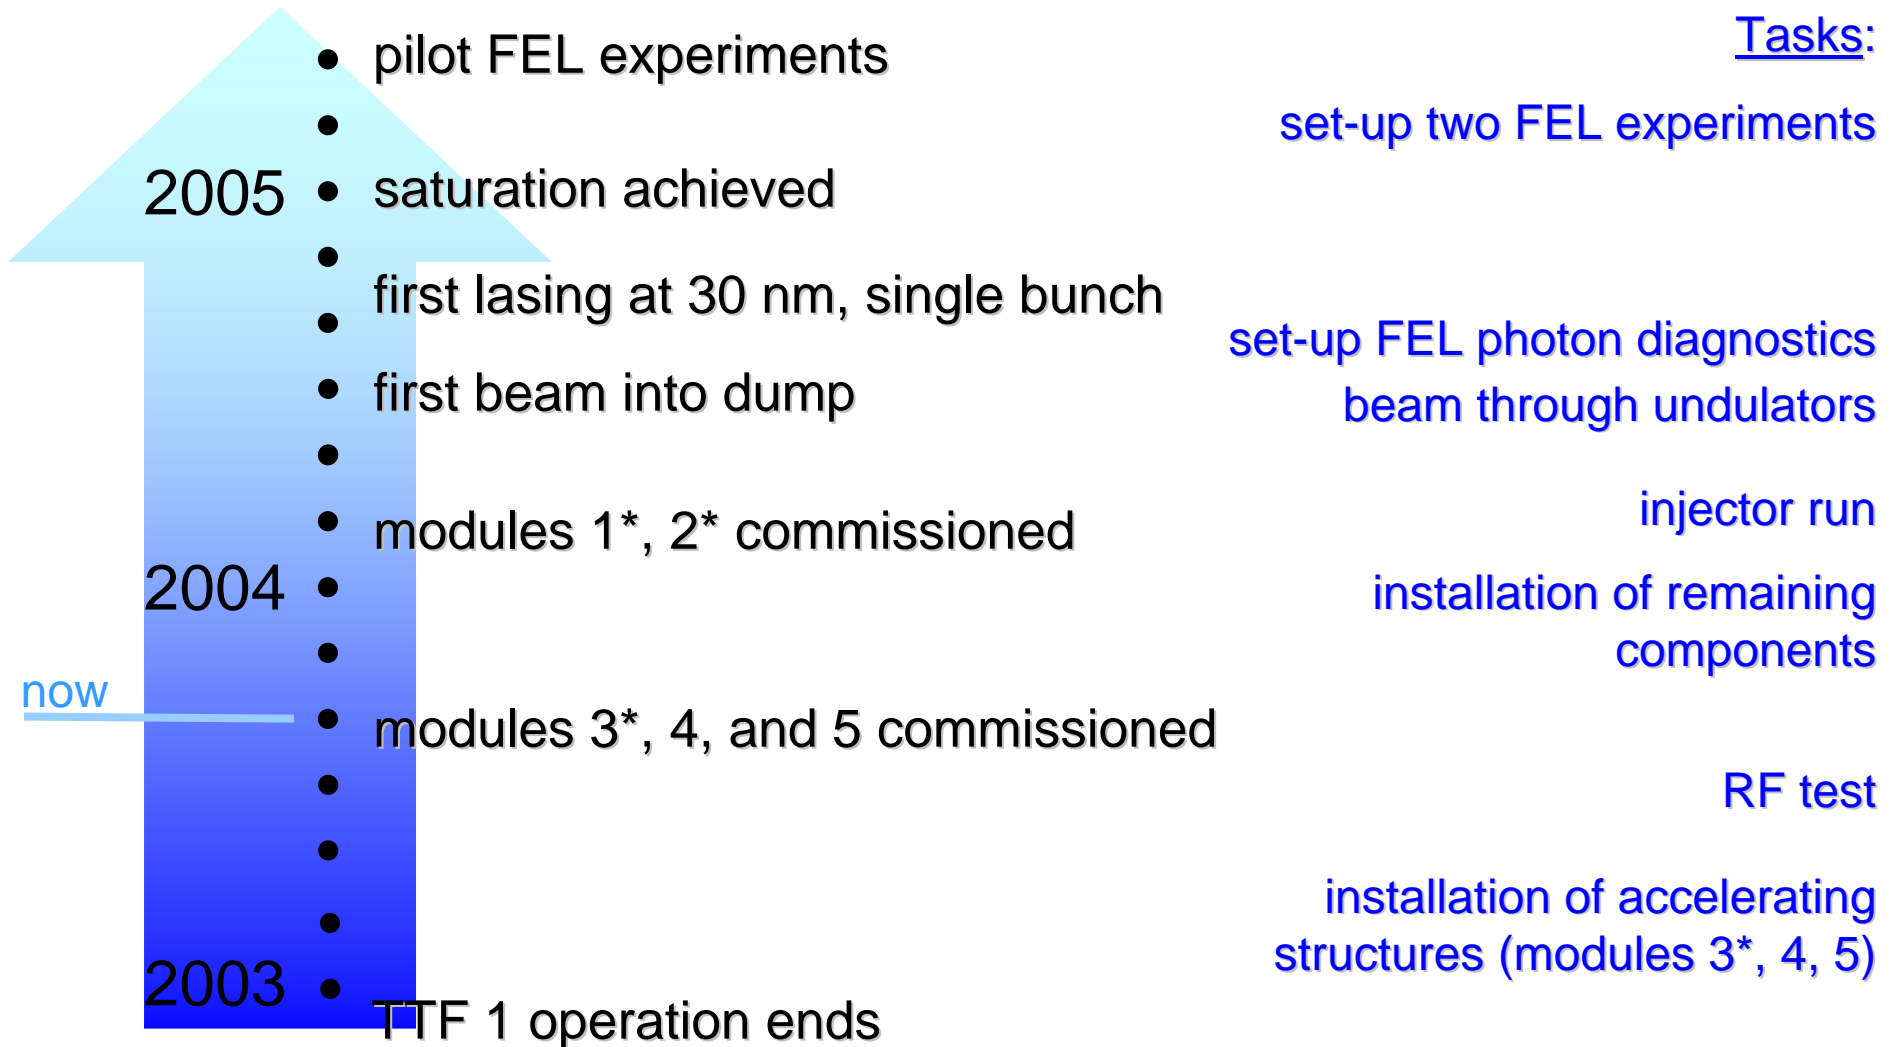 pilot FEL experiments
Tasks:
set-up two FEL experiments
2005
saturation achieved
first lasing at 30 nm, single bunch
set-up FEL photon diagnostics
first beam into dump
beam through undulators
injector run
modules 1*, 2* commissioned
2004
installation of remaining
components
now
modules 3*, 4, and 5 commissioned
RF test
installation of accelerating
structures (modules 3*, 4, 5)
2003
TTF 1 operation ends